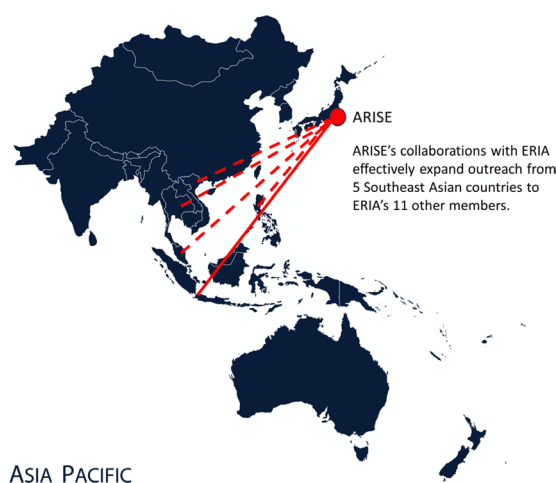 ARISE
ARISE's collaborations with ERIA
effectively expand outreach from
5 Southeast Asian countries to
ERIA's 11 other members.
ASIA PACIFIC